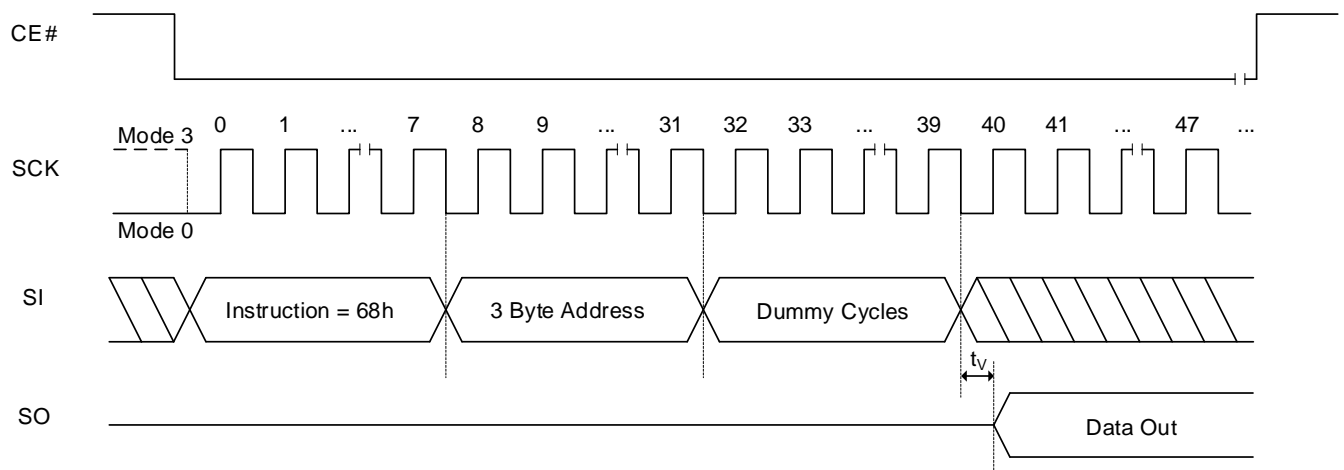 CE#
0 1 ... 7 8 9 ... 31 32 33 ... 39 40 41 ... 47 ...
Mode 3
SCK
Mode 0
SI
Instruction = 68h
3 Byte Address
Dummy Cycles
tV
SO
Data Out